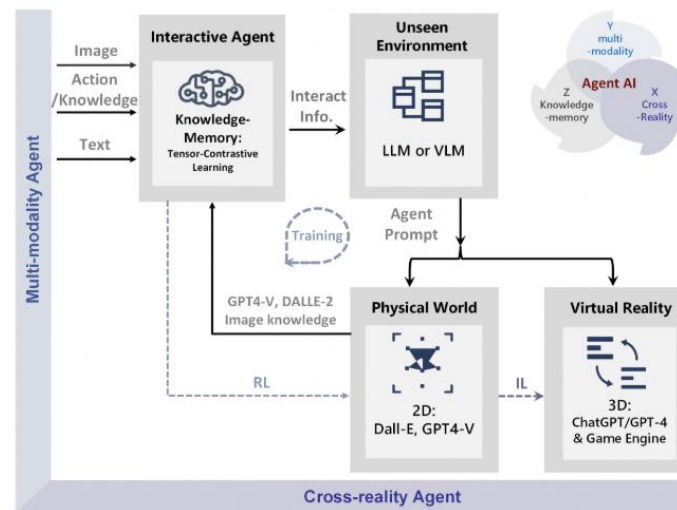 Interactive Agent
Unseen
Environment
Y
multi
-modality
Agent AI
Z
Knowledge
-memory
X
Cross
-Reality
Image
Action
/Knowledge
Text
Knowledge-
Memory:
Tensor-Contrastive
Learning
Interact
Info.
LLM or VLM
Agent
Prompt
Training
GPT4-V, DALLE-2
Image knowledge
Physical World
Virtual Reality
RL
IL
2D:
Dall-E, GPT4-V
3D:
ChatGPT/GPT-4
& Game Engine
Multi-modality Agent
Cross-reality Agent